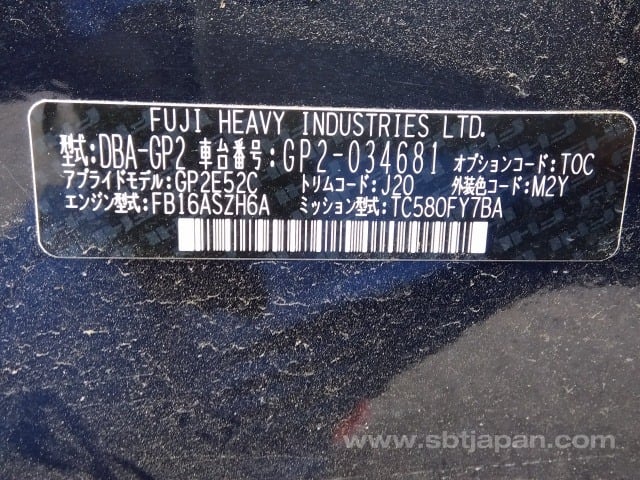 FUJI HEAVY INDUSTRIES LTD.
型式:DBA-GP2 車台番号:GP2-034681 オプションコード:TOC
アプライドモデル:GP2E52C トリムコード:J20 外装色コード:M2Y
エンジン型式:FB16ASZH6A ミッション型式:TC580FY7BA
www.sbtjapan.com